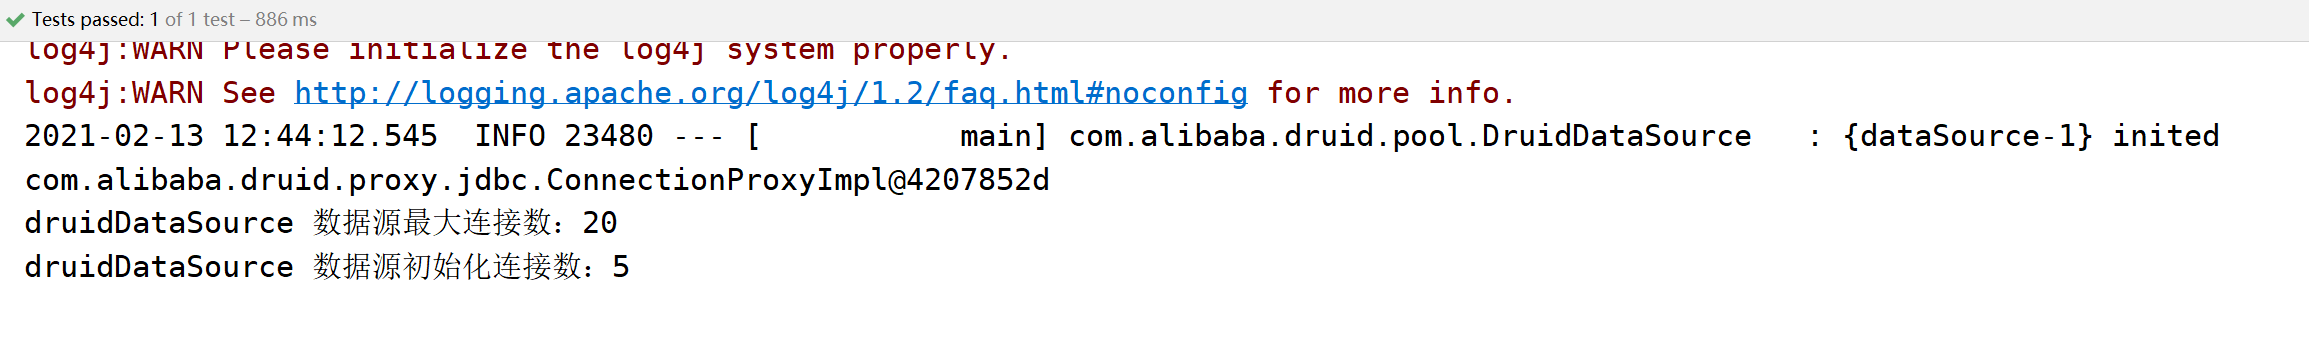 Tests passed: 1 of 1 test – 886 ms
log4j:WARN Please initialize the log4j system properly.
log4j:WARN See http://logging.apache.org/log4j/1.2/faq.html#noconfig for more info.
2021-02-13 12:44:12.545  INFO 23480 --- [           main] com.alibaba.druid.pool.DruidDataSource   : {dataSource-1} inited
com.alibaba.druid.proxy.jdbc.ConnectionProxyImpl@4207852d
druidDataSource 数据源最大连接数：20
druidDataSource 数据源初始化连接数：5